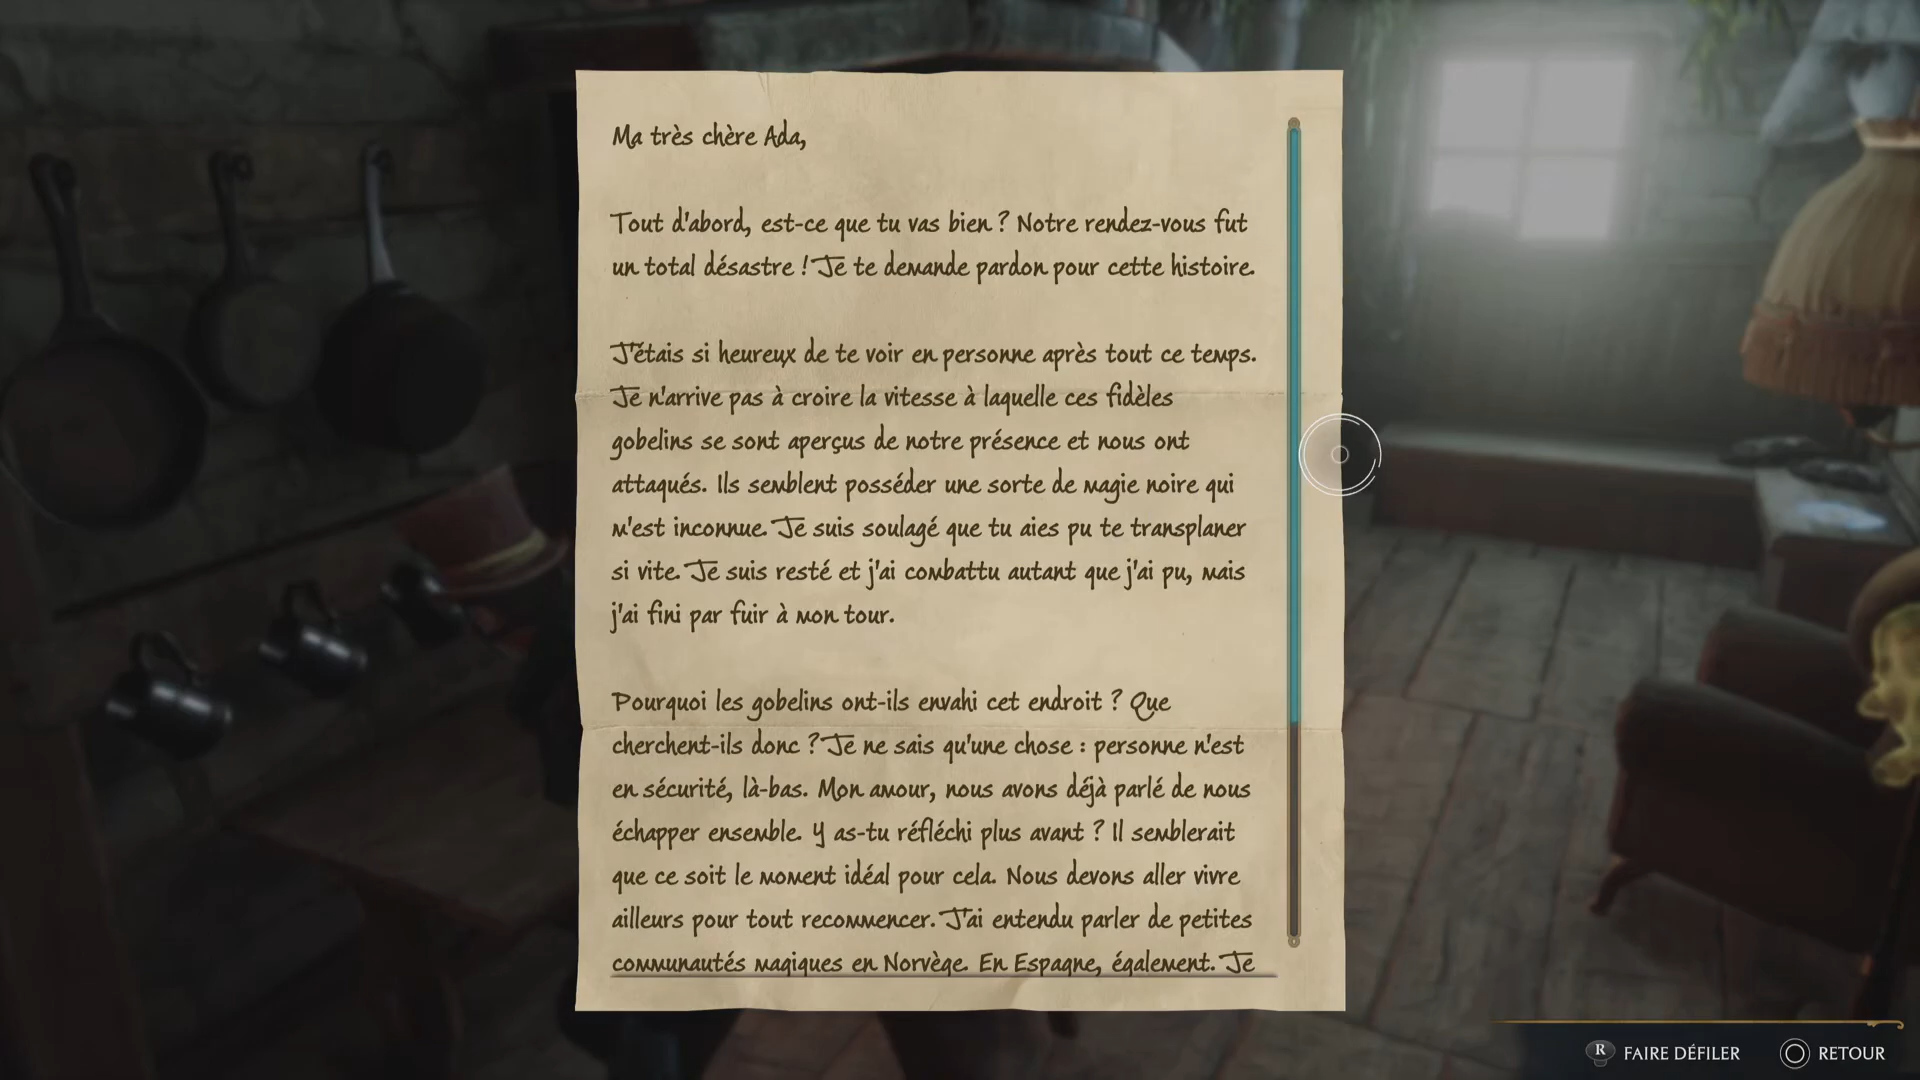 Ma très chère Ada,
Tout d'abord, est-ce que tu vas bien ? Notre rendez-vous fut
un total désastre ! Je te demande pardon pour cette histoire.
J'étais si heureux de te voir en personne après tout ce temps.
Je n'arrive pas à croire la vitesse à laquelle ces fidèles
gobelins se sont aperçus de notre présence et nous ont
attaqués. Ils semblent posséder une sorte de magie noire qui
m'est inconnue. Je suis soulagé que tu aies pu te transplaner
si vite. Je suis resté et j'ai combattu autant que j'ai pu, mais
j'ai fini par fuir à mon tour.
Pourquoi les gobelins ont-ils envahi cet endroit ? Que
cherchent-ils donc ? Je ne sais qu'une chose : personne n'est
en sécurité, là-bas. Mon amour, nous avons déjà parlé de nous
échapper ensemble. Y as-tu réfléchi plus avant ? Il semblerait
que ce soit le moment idéal pour cela. Nous devons aller vivre
ailleurs pour tout recommencer. J'ai entendu parler de petites
communautés magiques en Norvège. En Espagne, également. Je
R FAIRE DÉFILER RETOUR